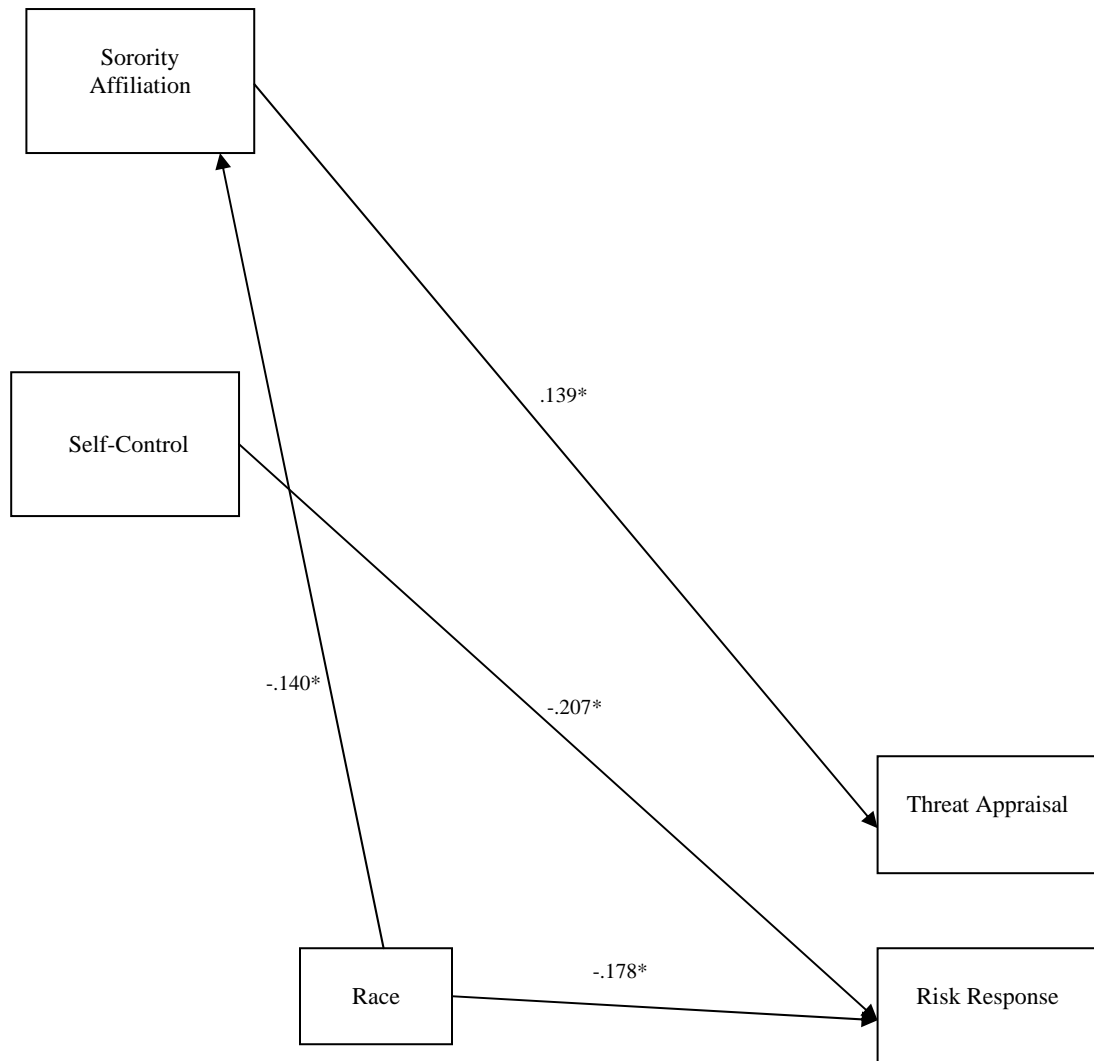 Sorority
Affiliation
.139*
Self-Control
-.140*
-.207*
Threat Appraisal
-.178*
Race
Risk Response